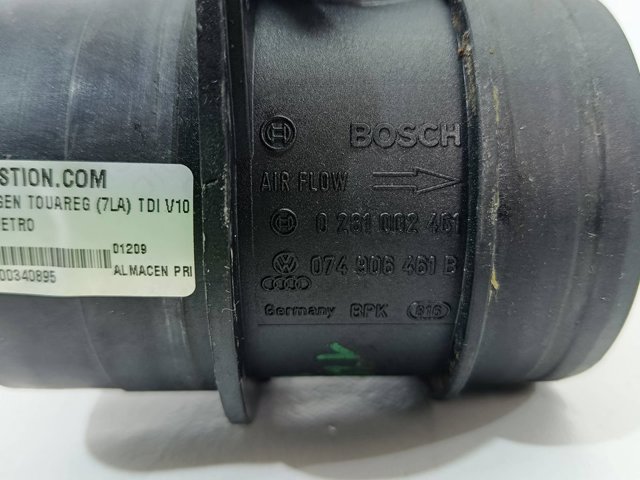 STION.COM
GEN TOUAREG (7LA) TDI V10
ETRO
01209
00340895
ALMACEN PRI
BOSCH
AIR FLOW
0 281 002 461
074 906 461 B
Germany BPK 916